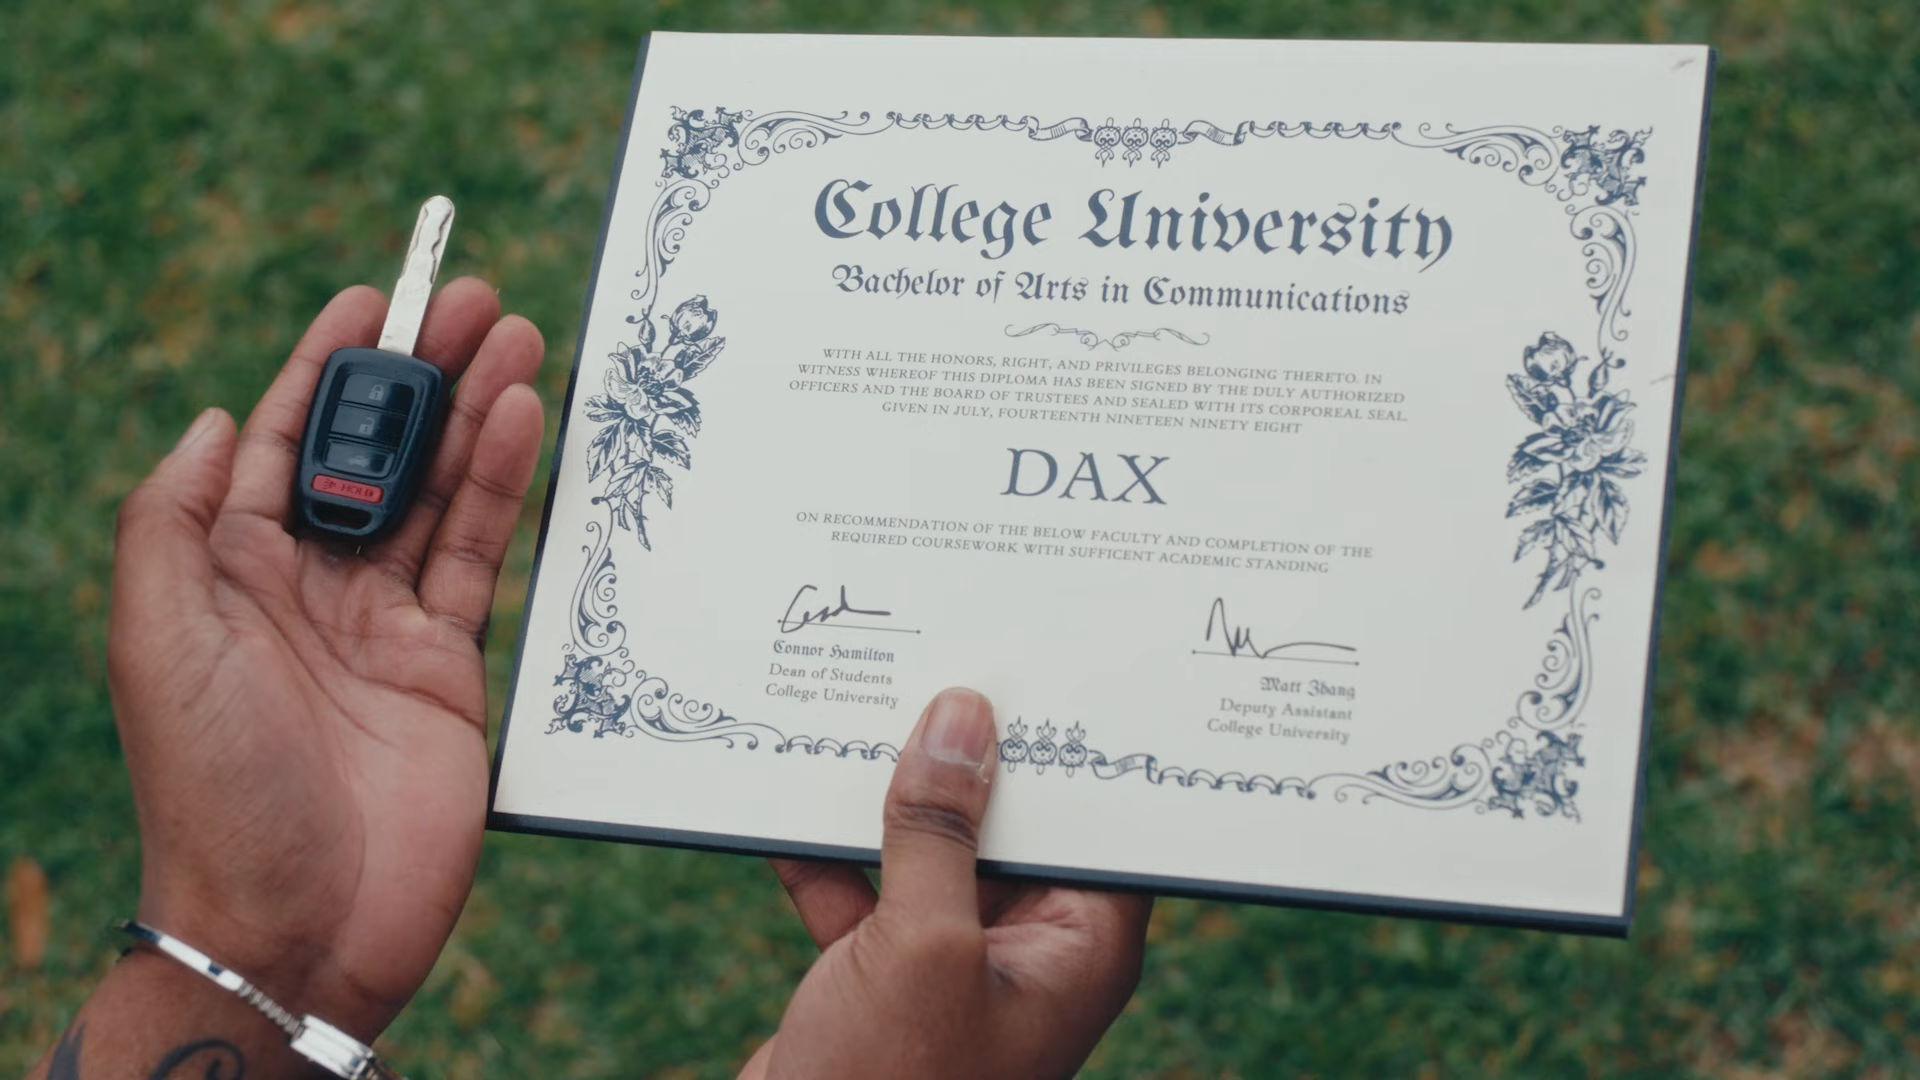 College University
Bachelor of Arts in Communications
WITH ALL THE HONORS, RIGHT, AND PRIVILEGES BELONGING THERETO. IN
WITNESS WHEREOF THIS DIPLOMA HAS BEEN SIGNED BY THE DULY AUTHORIZED
OFFICERS AND THE BOARD OF TRUSTEES AND SEALED WITH ITS CORPOREAL SEAL.
GIVEN IN JULY, FOURTEENTH NINETEEN NINETY EIGHT
DAX
ON RECOMMENDATION OF THE BELOW FACULTY AND COMPLETION OF THE
REQUIRED COURSEWORK WITH SUFFICENT ACADEMIC STANDING
Connor Hamilton
Dean of Students
College University
Matt Zhang
Deputy Assistant
College University
HOLD